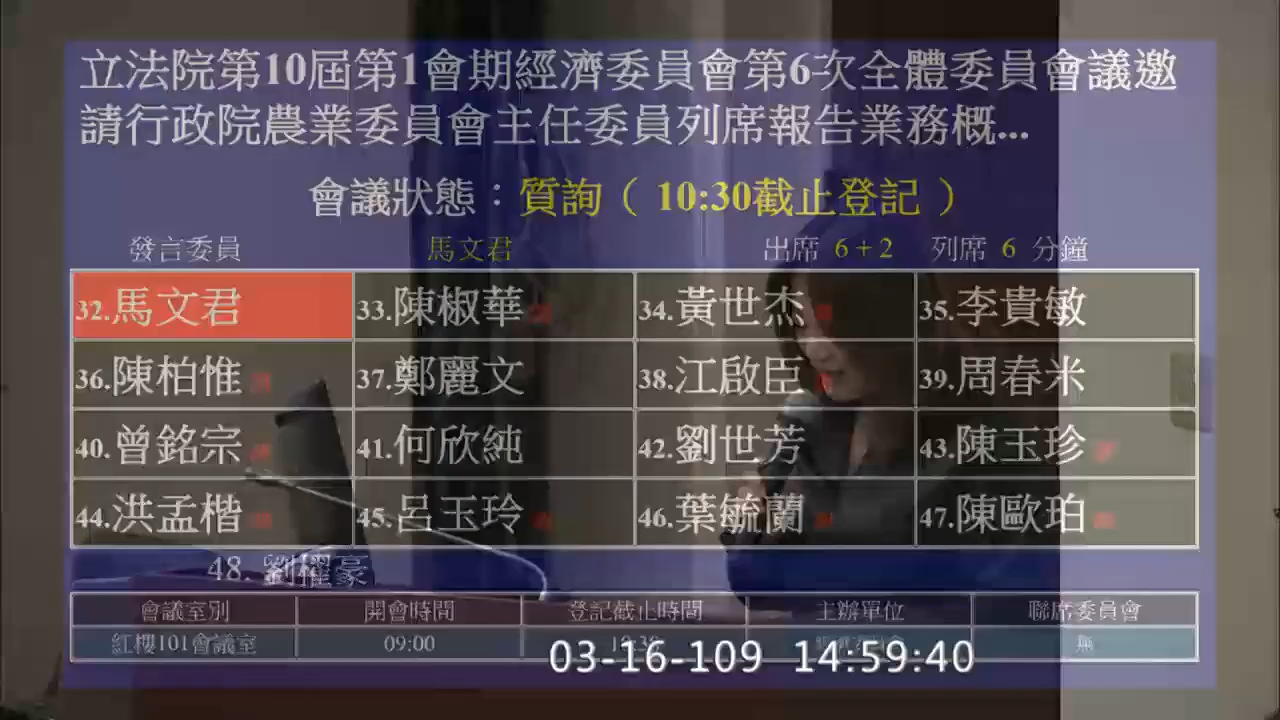 立法院第10屆第1會期經濟委員會第6次全體委員會議邀
請行政院農業委員會主任委員列席報告業務概...
會議狀態：質詢（ 10:30截止登記 ）
發言委員 馬文君 出席 6+2 列席 6 分鐘
32.馬文君 33.陳椒華 34.黃世杰 35.李貴敏
36.陳柏惟 37.鄭麗文 38.江啟臣 39.周春米
40.曾銘宗 41.何欣純 42.劉世芳 43.陳玉珍
44.洪孟楷 45.呂玉玲 46.葉毓蘭 47.陳歐珀
48. 劉櫂豪
會議室別 開會時間 登記截止時間 主辦單位 聯席委員會
紅樓101會議室 09:00 無
03-16-109 14:59:40